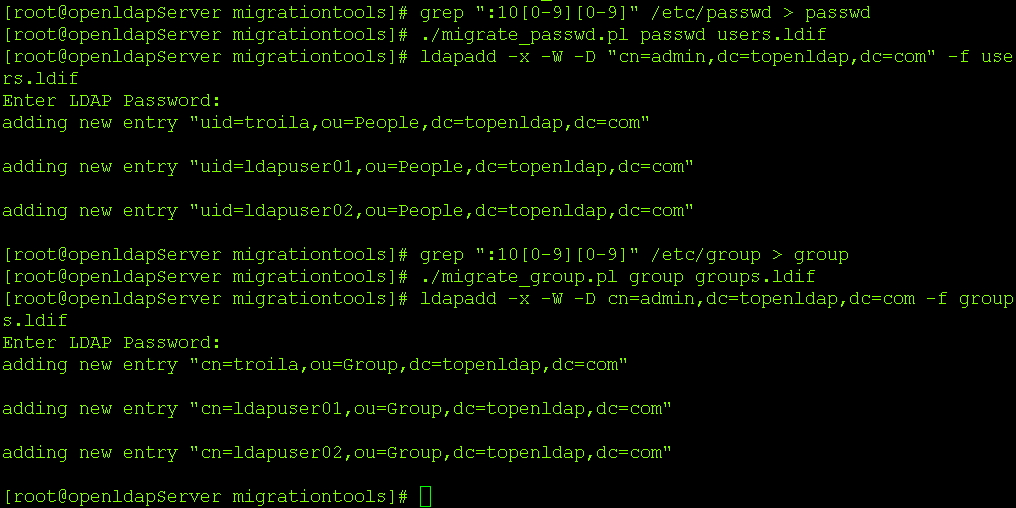 [root@openldapServer migrationtools]# grep ":10[0-9][0-9]" /etc/passwd > passwd
[root@openldapServer migrationtools]# ./migrate_passwd.pl passwd users.ldif
[root@openldapServer migrationtools]# ldapadd -x -W -D "cn=admin,dc=topenldap,dc=com" -f use
rs.ldif
Enter LDAP Password:
adding new entry "uid=troila,ou=People,dc=topenldap,dc=com"
adding new entry "uid=ldapuser01,ou=People,dc=topenldap,dc=com"
adding new entry "uid=ldapuser02,ou=People,dc=topenldap,dc=com"
[root@openldapServer migrationtools]# grep ":10[0-9][0-9]" /etc/group > group
[root@openldapServer migrationtools]# ./migrate_group.pl group groups.ldif
[root@openldapServer migrationtools]# ldapadd -x -W -D cn=admin,dc=topenldap,dc=com -f group
s.ldif
Enter LDAP Password:
adding new entry "cn=troila,ou=Group,dc=topenldap,dc=com"
adding new entry "cn=ldapuser01,ou=Group,dc=topenldap,dc=com"
adding new entry "cn=ldapuser02,ou=Group,dc=topenldap,dc=com"
[root@openldapServer migrationtools]#